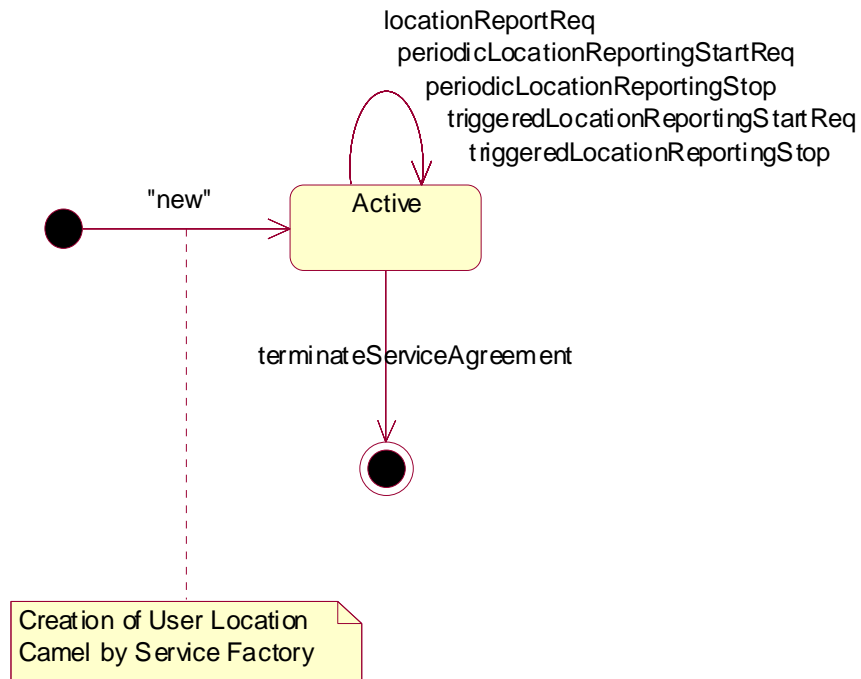 locationReportReq
periodicLocationReportingStartReq
periodicLocationReportingStop
triggeredLocationReportingStartReq
triggeredLocationReportingStop
"new"
Active
terminateServiceAgreement
Creation of User Location
Camel by Service Factory